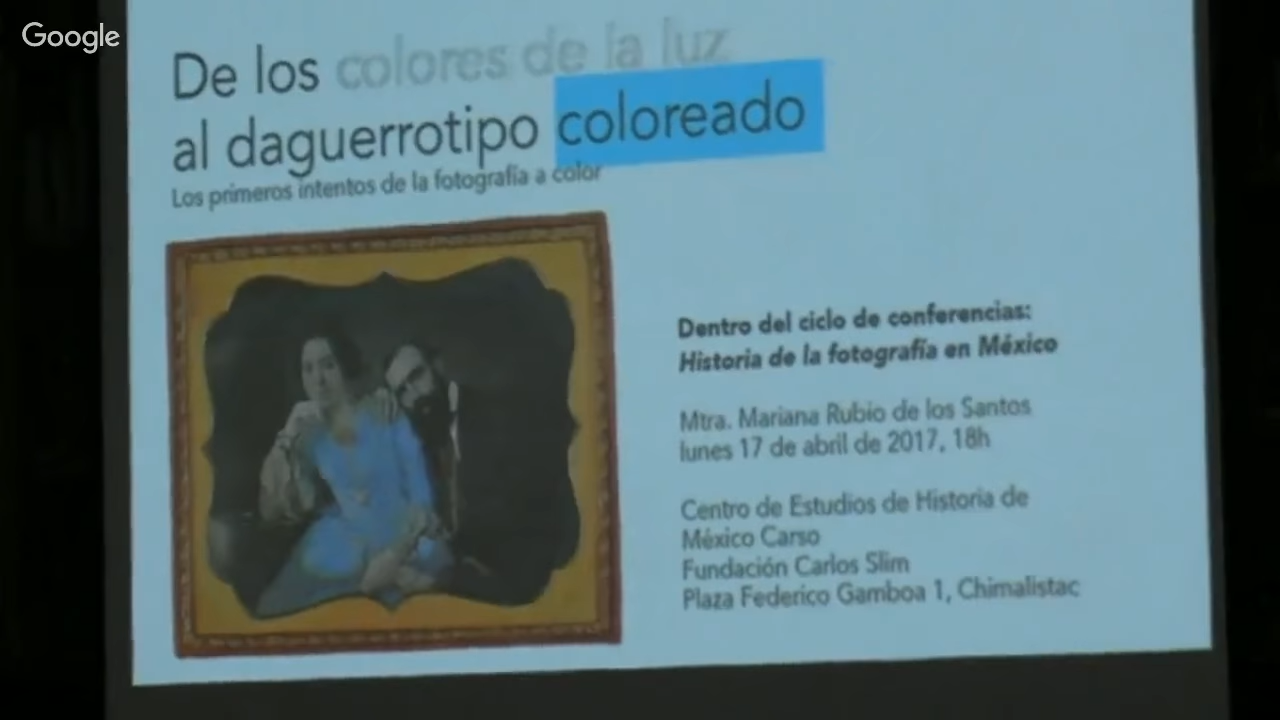 Google
De los colores de la luz
al daguerrotipo coloreado
Los primeros intentos de la fotografía a color
Dentro del ciclo de conferencias:
Historia de la fotografía en México
Mtra. Mariana Rubio de los Santos
lunes 17 de abril de 2017, 18h
Centro de Estudios de Historia de
México Carso
Fundación Carlos Slim
Plaza Federico Gamboa 1, Chimalistac